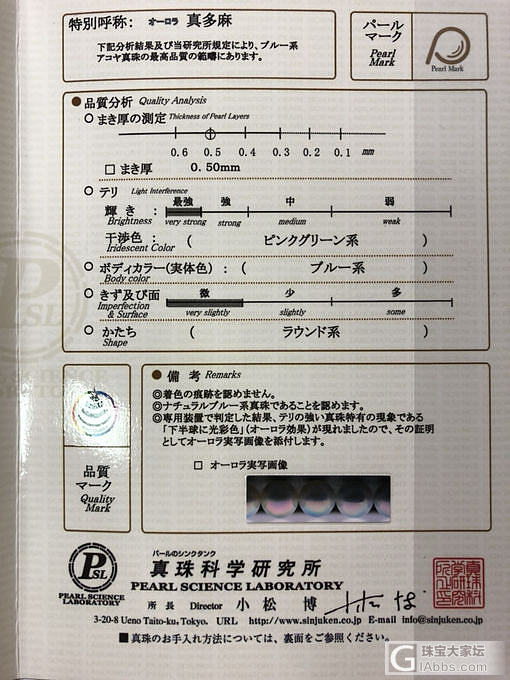 特別呼称： オーロラ 真多麻
下記分析結果及び当研究所規定により、ブルー系
アコヤ真珠の最高品質の範疇にあります。
パール
マーク
Pearl
Mark
Pearl Mark
●品質分析 Quality Analysis
○まき厚の測定 Thickness of Pearl Layers
0.6 0.5 0.4 0.3 0.2 0.1 mm
□ まき厚 0.50mm
○テリ Light Interference
最強 強 中 弱
輝き：
Brightness very strong strong medium weak
干渉色： ( ピンクグリーン系 )
Iridescent Color
○ボディカラー(実体色)： ( ブルー系 )
Body color
○きず及び面 微 少 多
Imperfection
& Surface very slightly slightly some
○かたち ( ラウンド系 )
Shape
品質
マーク
Quality
Mark
●備考 Remarks
◎着色の痕跡を認めません。
◎ナチュラルブルー系真珠であることを認めます。
◎専用装置で判定した結果、テリの強い真珠特有の現象である
「下半球に光彩色」(オーロラ効果)が現れましたので、その証明
としてオーロラ実写画像を添付します。
□ オーロラ実写画像
PSL
PEARL SCIENCE
LABORATORY
パールのシンクタンク
真珠科学研究所
PEARL SCIENCE LABORATORY
所長 Director 小松 博
3-20-8 Ueno Taito-ku, Tokyo. URL http://www.sinjuken.co.jp E-mail info@sinjuken.co.jp
■真珠のお手入れ方法については、裏面をご参照ください。
珠宝大家坛
GIAbbs.com